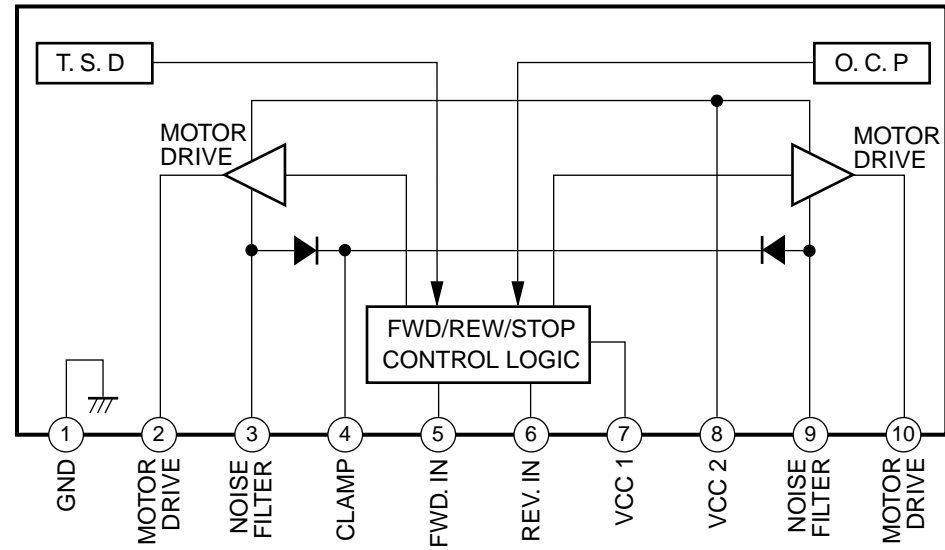 T. S. D
O. C. P
MOTOR
DRIVE
MOTOR
DRIVE
FWD/REW/STOP
CONTROL LOGIC
1
2
3
4
5
6
7
8
9
10
GND
MOTOR
DRIVE
NOISE
FILTER
CLAMP
FWD. IN
REV. IN
VCC 1
VCC 2
NOISE
FILTER
MOTOR
DRIVE